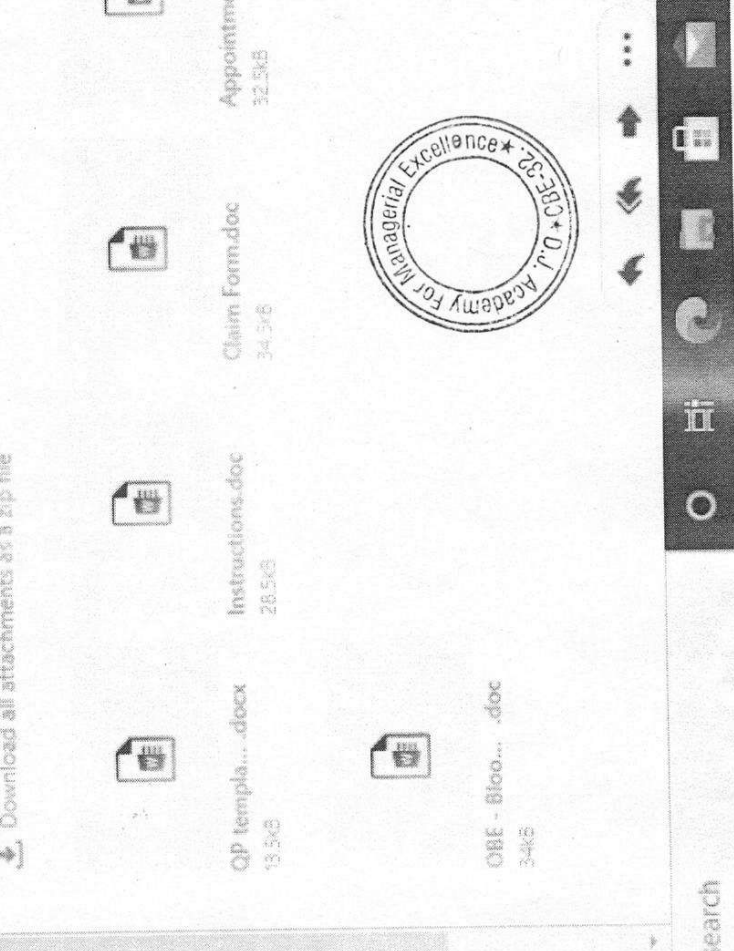 Download all attachments as a zip file
QP templa... .docx
13.5kB
Instructions.doc
28.5kB
Claim Form.doc
34.5kB
Appointme
32.5kB
OBE - Bloo... .doc
34kB
★ D.J. Academy For Managerial Excellence ★ CBE-32.
earch